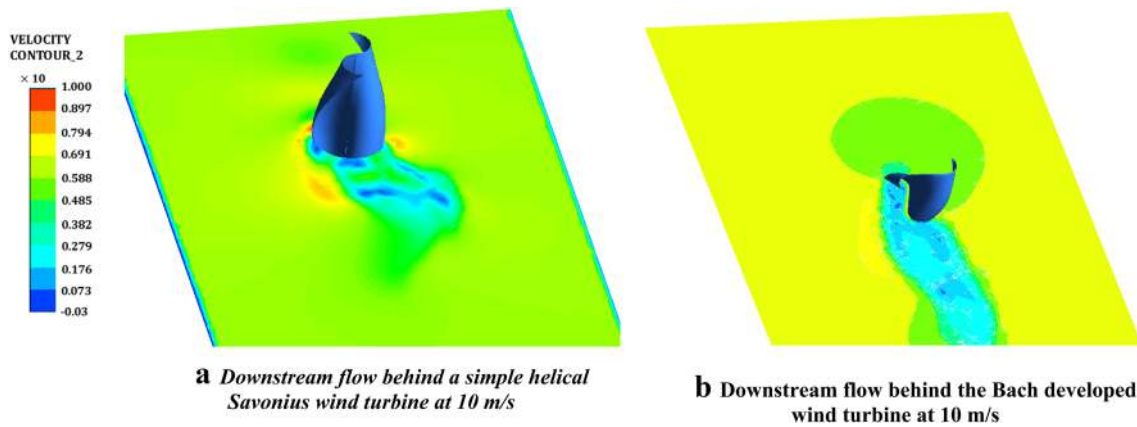 VELOCITY
CONTOUR_2
× 10
1.000
0.897
0.794
0.691
0.588
0.485
0.382
0.279
0.176
0.073
-0.03
a Downstream flow behind a simple helical
Savonius wind turbine at 10 m/s
b Downstream flow behind the Bach developed
wind turbine at 10 m/s